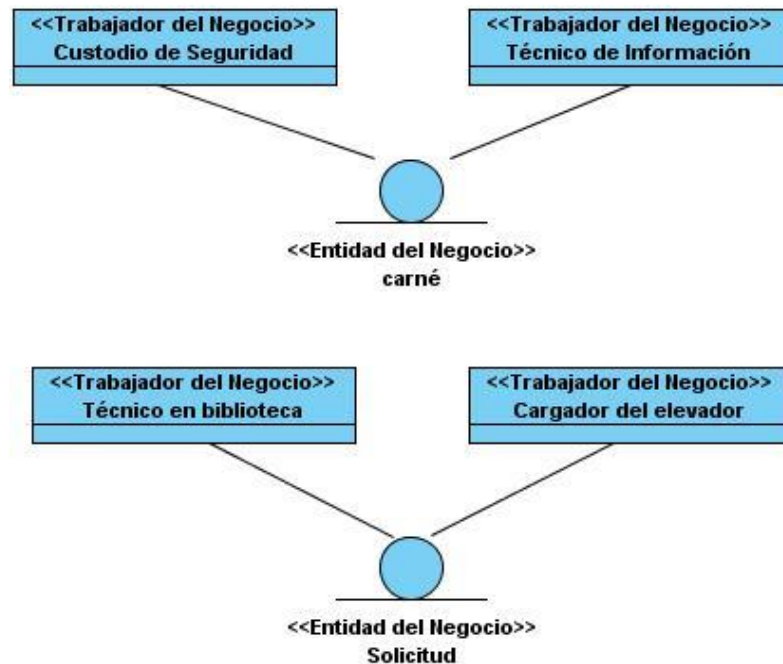 <<Trabajador del Negocio>>
Custodio de Seguridad
<<Trabajador del Negocio>>
Técnico de Información
<<Entidad del Negocio>>
carné
<<Trabajador del Negocio>>
Técnico en biblioteca
<<Trabajador del Negocio>>
Cargador del elevador
<<Entidad del Negocio>>
Solicitud